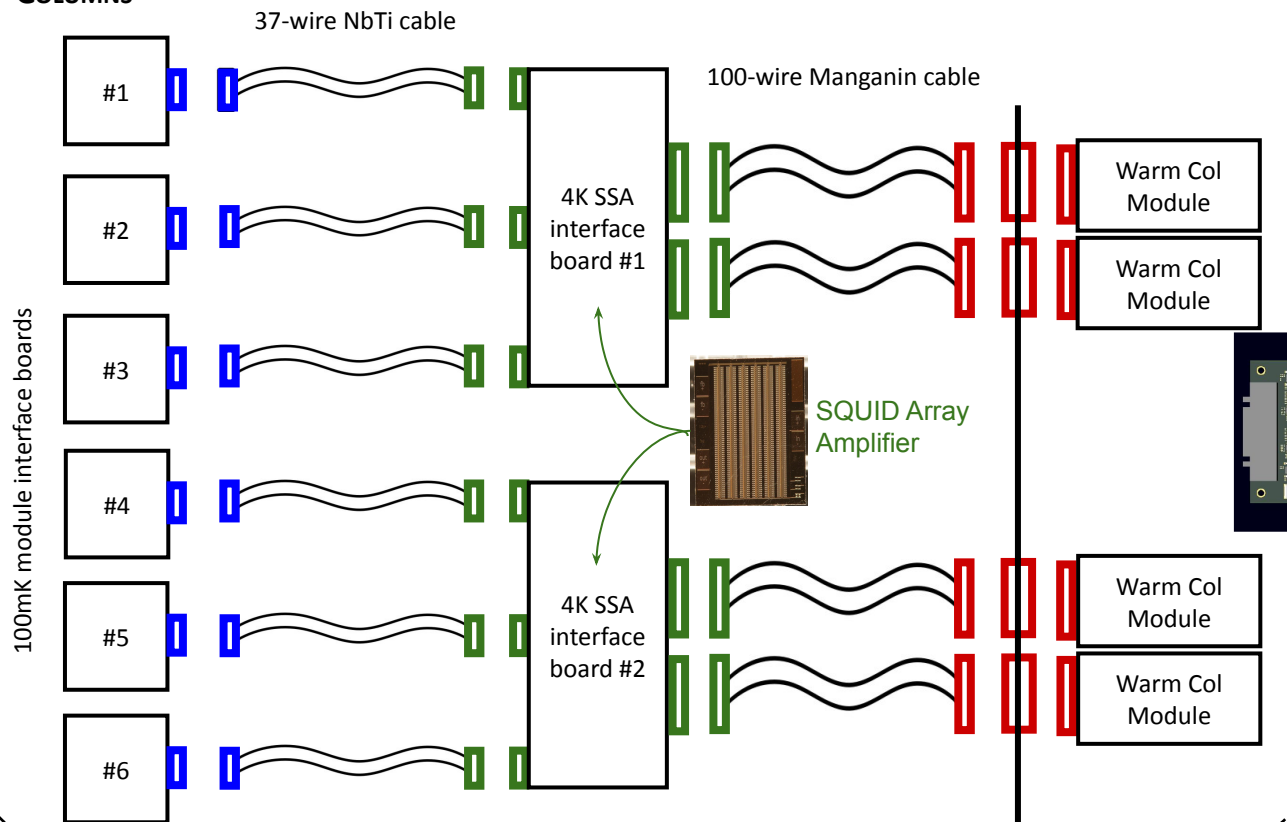 COLUMNS
37-wire NbTi cable
100-wire Manganin cable
100mK module interface boards
#1
#2
#3
#4
#5
#6
4K SSA
interface
board #1
4K SSA
interface
board #2
SQUID Array
Amplifier
Warm Col
Module
Warm Col
Module
Warm Col
Module
Warm Col
Module